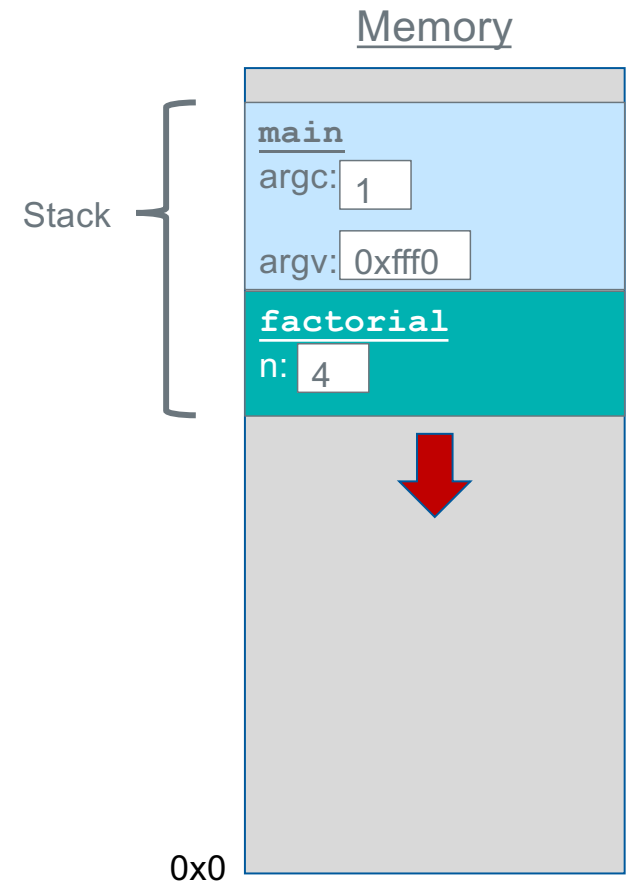 Memory
main
argc: 1
Stack
argv: 0xfff0
factorial
n: 4
0x0